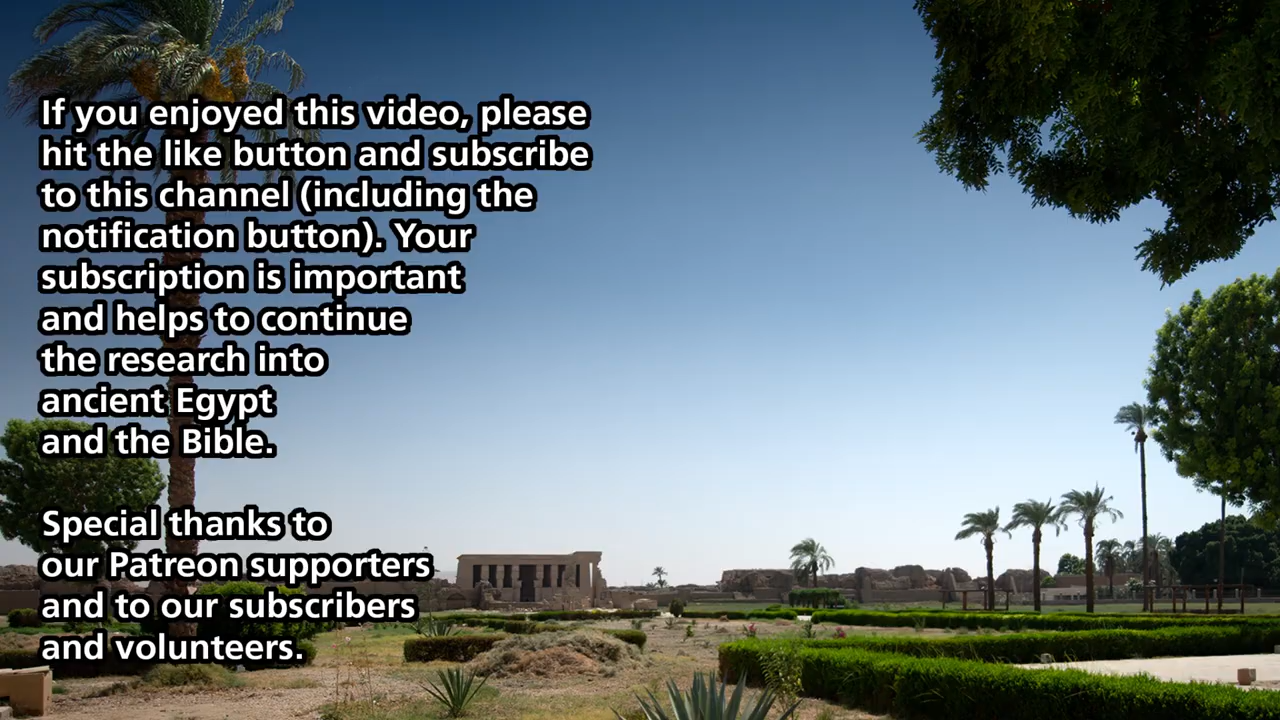 If you enjoyed this video, please
hit the like button and subscribe
to this channel (including the
notification button). Your
subscription is important
and helps to continue
the research into
ancient Egypt
and the Bible.
Special thanks to
our Patreon supporters
and to our subscribers
and volunteers.